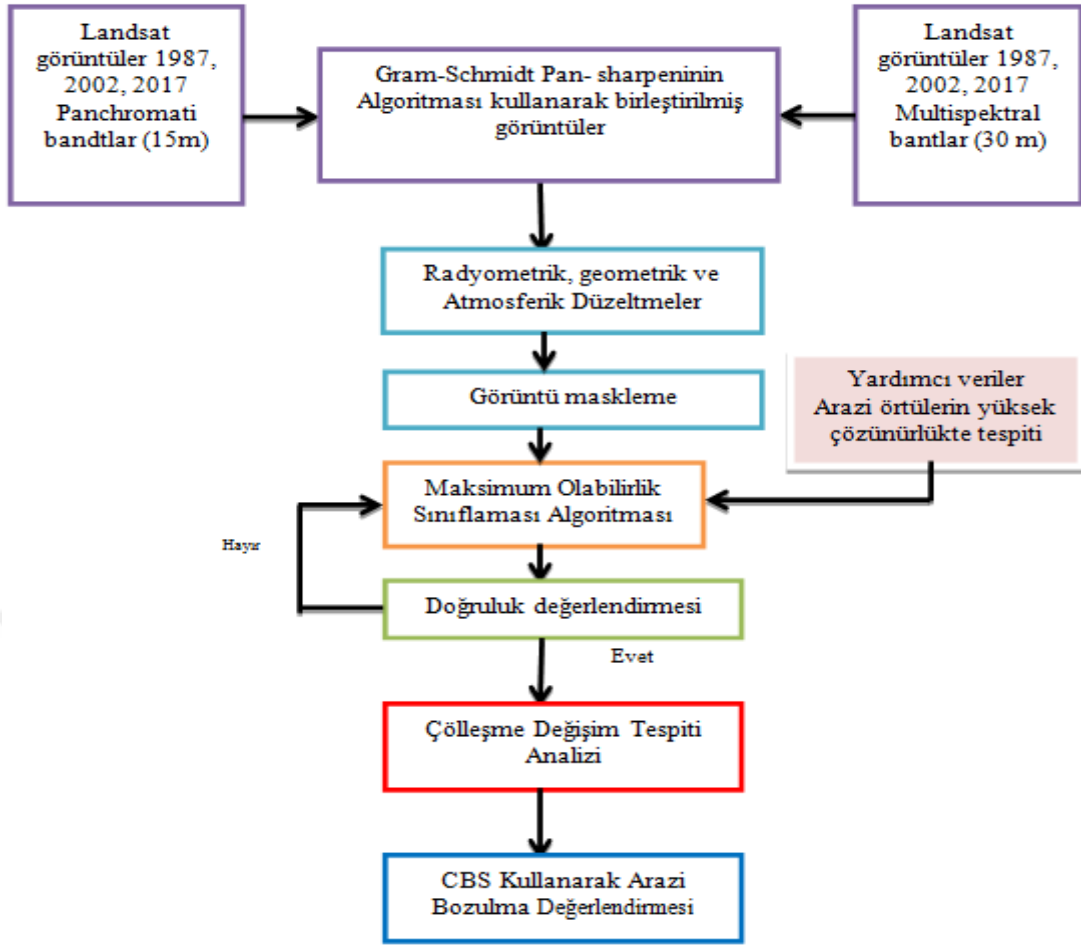 Landsat
görüntüler 1987,
2002, 2017
Panchromati
bandtlar (15m)
Gram-Schmidt Pan- sharpeninin
Algoritması kullanarak birleştirilmiş
görüntüler
Landsat
görüntüler 1987,
2002, 2017
Multispektral
bantlar (30 m)
Radyometrik, geometrik ve
Atmosferik Düzeltmeler
Görüntü maskleme
Yardımcı veriler
Arazi örtülerin yüksek
çözünürlükte tespiti
Maksimum Olabilirlik
Sınıflaması Algoritması
Hayır
Doğruluk değerlendirmesi
Evet
Çölleşme Değişim Tespiti
Analizi
CBS Kullanarak Arazi
Bozulma Değerlendirmesi